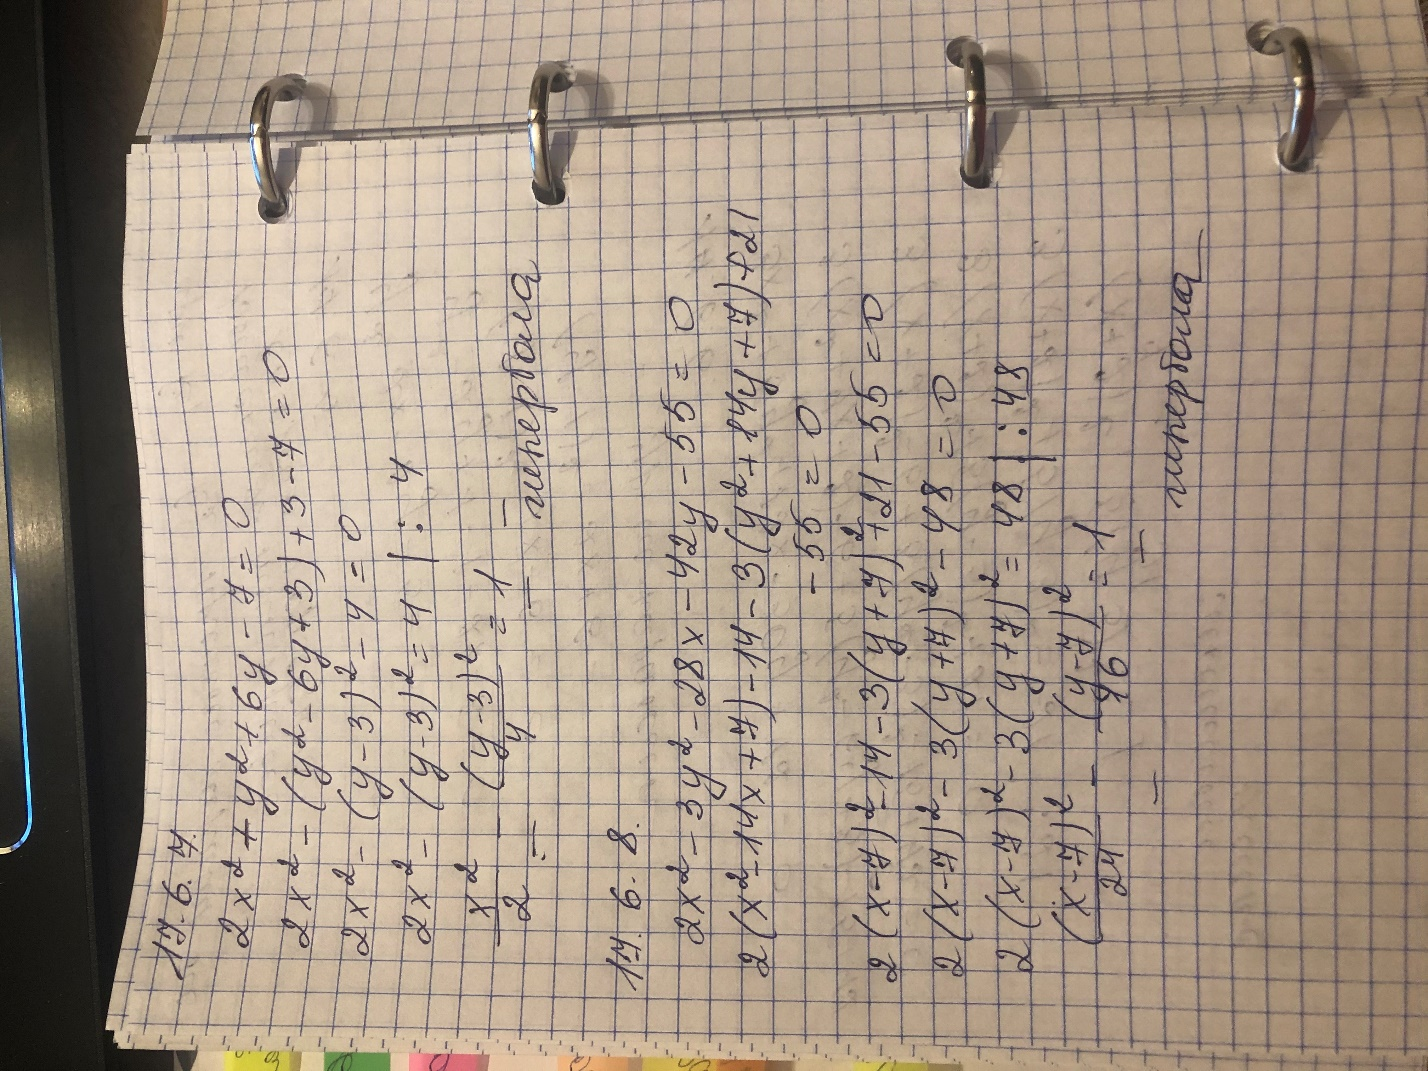 17.6.7.
2x² + y² + 6y - 7 = 0
2x² - (y² - 6y + 3) + 3 - 7 = 0
2x² - (y - 3)² - 4 = 0
2x² - (y - 3)² = 4 | : 4
x²/2 - (y - 3)²/4 = 1
- гипербола
17.6.8.
2x² - 3y² - 28x - 42y - 55 = 0
2(x² - 14x + 7) - 14 - 3(y² + 14y + 7) + 21
- 55 = 0
2(x - 7)² - 14 - 3(y + 7)² + 21 - 55 = 0
2(x - 7)² - 3(y + 7)² - 48 = 0
2(x - 7)² - 3(y + 7)² = 48 | : 48
(x - 7)²/24 - (y - 7)²/16 = 1
- гипербола